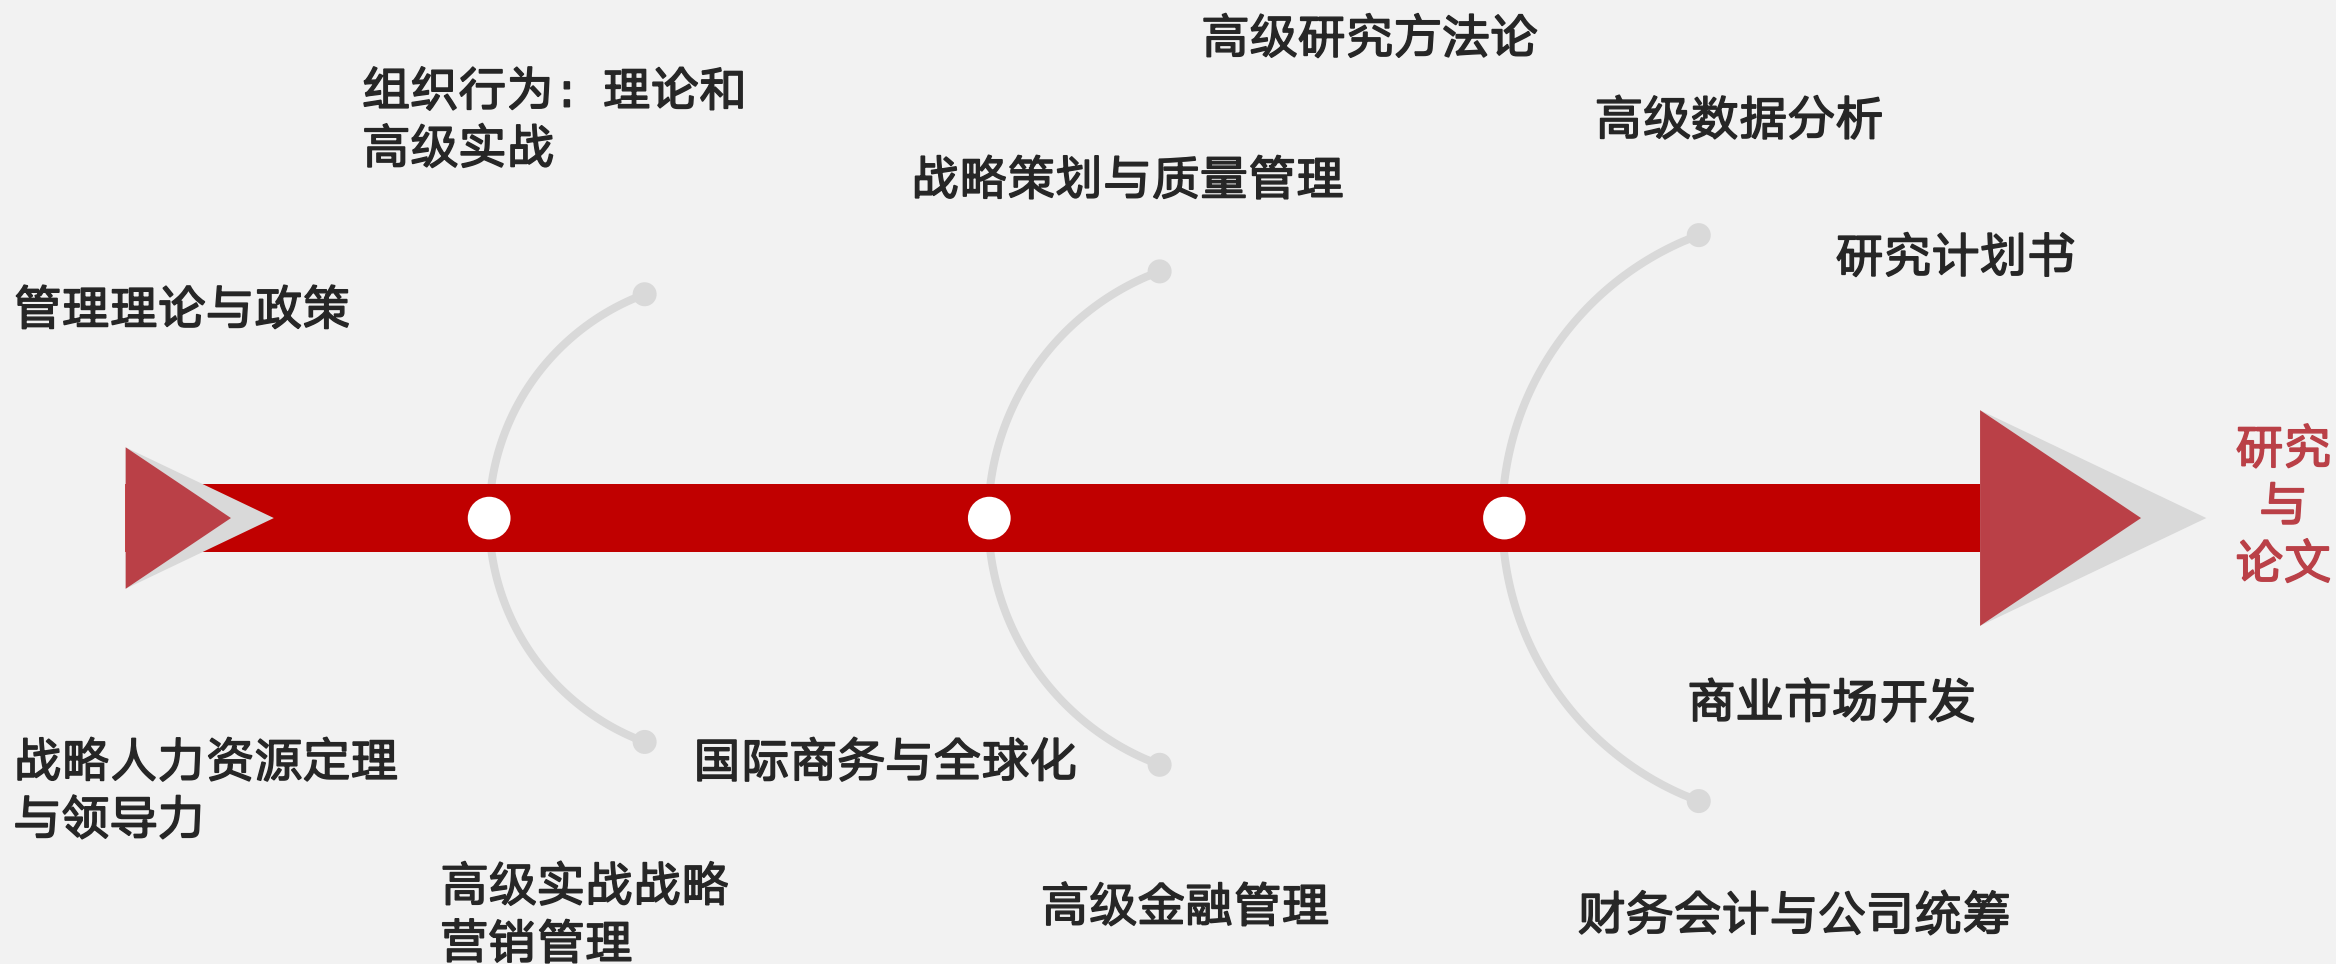 高级研究方法论
组织行为：理论和
高级实战
高级数据分析
战略策划与质量管理
研究计划书
管理理论与政策
研究
与
论文
商业市场开发
战略人力资源定理
与领导力
国际商务与全球化
高级实战战略
营销管理
高级金融管理
财务会计与公司统筹